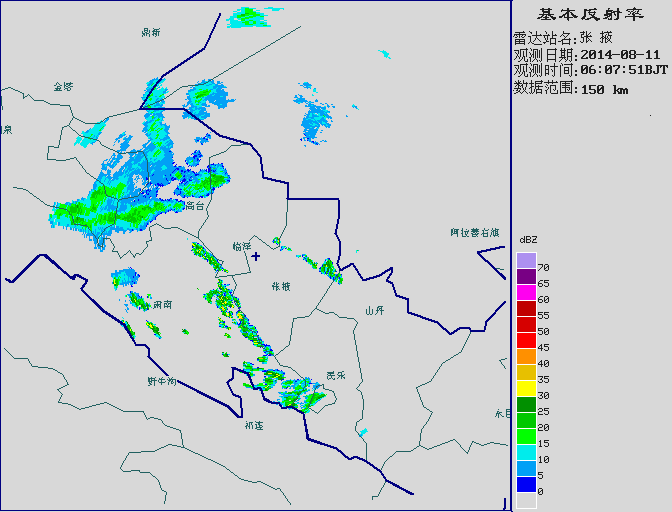 基本反射率
雷达站名:张 掖
观测日期:2014-08-11
观测时间:06:07:51BJT
数据范围:150 km
鼎新
金塔
泉
高台
临泽
阿拉善右旗
张掖
肃南
山丹
野牛沟
民乐
祁连
永昌
dBZ
70
65
60
55
50
45
40
35
30
25
20
15
10
5
0